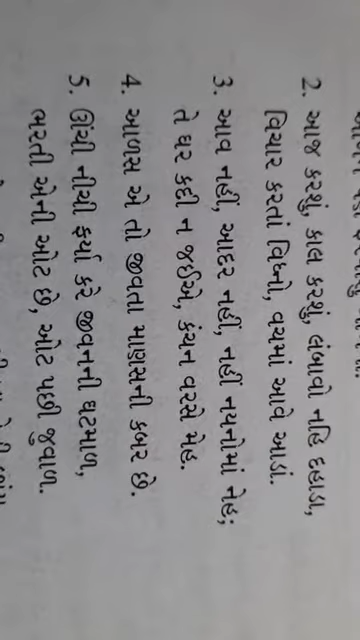 2. આજ કરશું, કાલ કરશું, લંબાવો નહિ દહાડા,
વિચાર કરતાં વિઘ્નો, વચમાં આવે આડાં.
3. આવ નહીં, આદર નહીં, નહીં નયનોમાં નેહ;
તે ઘર કદી ન જઈએ, કંચન વરસે મેહ.
4. આળસ એ તો જીવતા માણસની કબર છે.
5. ઊંચી નીચી ફર્યા કરે જીવનની ઘટમાળ,
ભરતી એની ઓટ છે, ઓટ પછી જુવાળ.